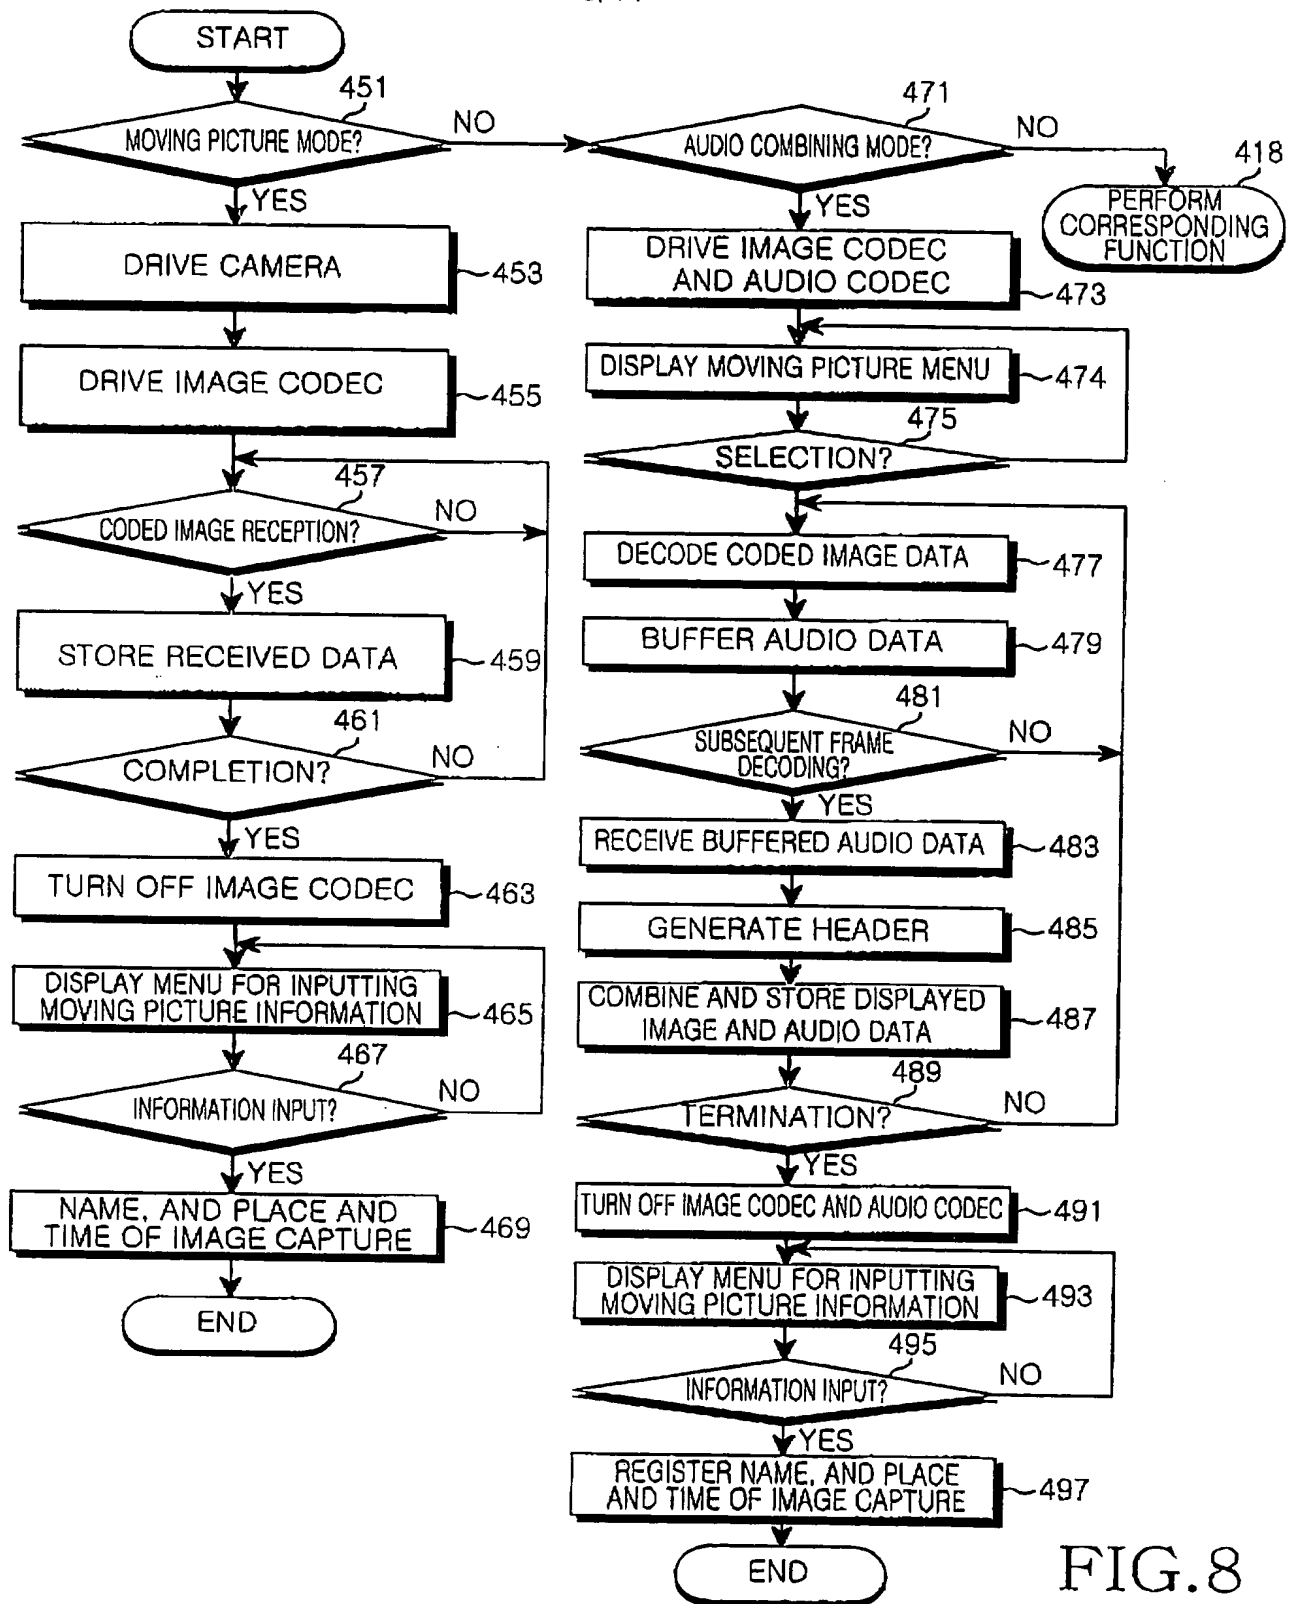 START
451
MOVING PICTURE MODE?
NO
YES
DRIVE CAMERA
453
DRIVE IMAGE CODEC
455
457
CODED IMAGE RECEPTION?
NO
YES
STORE RECEIVED DATA
459
461
COMPLETION?
NO
YES
TURN OFF IMAGE CODEC
463
DISPLAY MENU FOR INPUTTING
MOVING PICTURE INFORMATION
465
467
INFORMATION INPUT?
NO
YES
NAME, AND PLACE AND
TIME OF IMAGE CAPTURE
469
END
471
AUDIO COMBINING MODE?
NO
418
PERFORM
CORRESPONDING
FUNCTION
YES
DRIVE IMAGE CODEC
AND AUDIO CODEC
473
DISPLAY MOVING PICTURE MENU
474
475
SELECTION?
DECODE CODED IMAGE DATA
477
BUFFER AUDIO DATA
479
481
SUBSEQUENT FRAME
DECODING?
NO
YES
RECEIVE BUFFERED AUDIO DATA
483
GENERATE HEADER
485
COMBINE AND STORE DISPLAYED
IMAGE AND AUDIO DATA
487
489
TERMINATION?
NO
YES
TURN OFF IMAGE CODEC AND AUDIO CODEC
491
DISPLAY MENU FOR INPUTTING
MOVING PICTURE INFORMATION
493
495
INFORMATION INPUT?
NO
YES
REGISTER NAME, AND PLACE
AND TIME OF IMAGE CAPTURE
497
END
FIG.8